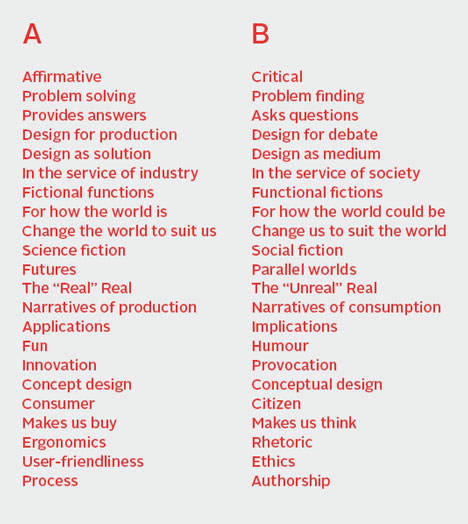 A
B
Affirmative
Critical
Problem solving
Problem finding
Provides answers
Asks questions
Design for production
Design for debate
Design as solution
Design as medium
In the service of industry
In the service of society
Fictional functions
Functional fictions
For how the world is
For how the world could be
Change the world to suit us
Change us to suit the world
Science fiction
Social fiction
Futures
Parallel worlds
The “Real” Real
The “Unreal” Real
Narratives of production
Narratives of consumption
Applications
Implications
Fun
Humour
Innovation
Provocation
Concept design
Conceptual design
Consumer
Citizen
Makes us buy
Makes us think
Ergonomics
Rhetoric
User-friendliness
Ethics
Process
Authorship